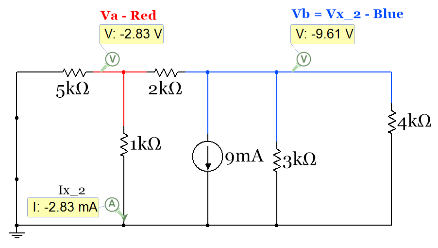 Va - Red
Vb = Vx_2 - Blue
V: -2.83 V
V
V: -9.61 V
V
5kΩ
2kΩ
1kΩ
9mA
3kΩ
4kΩ
Ix_2
I: -2.83 mA
A